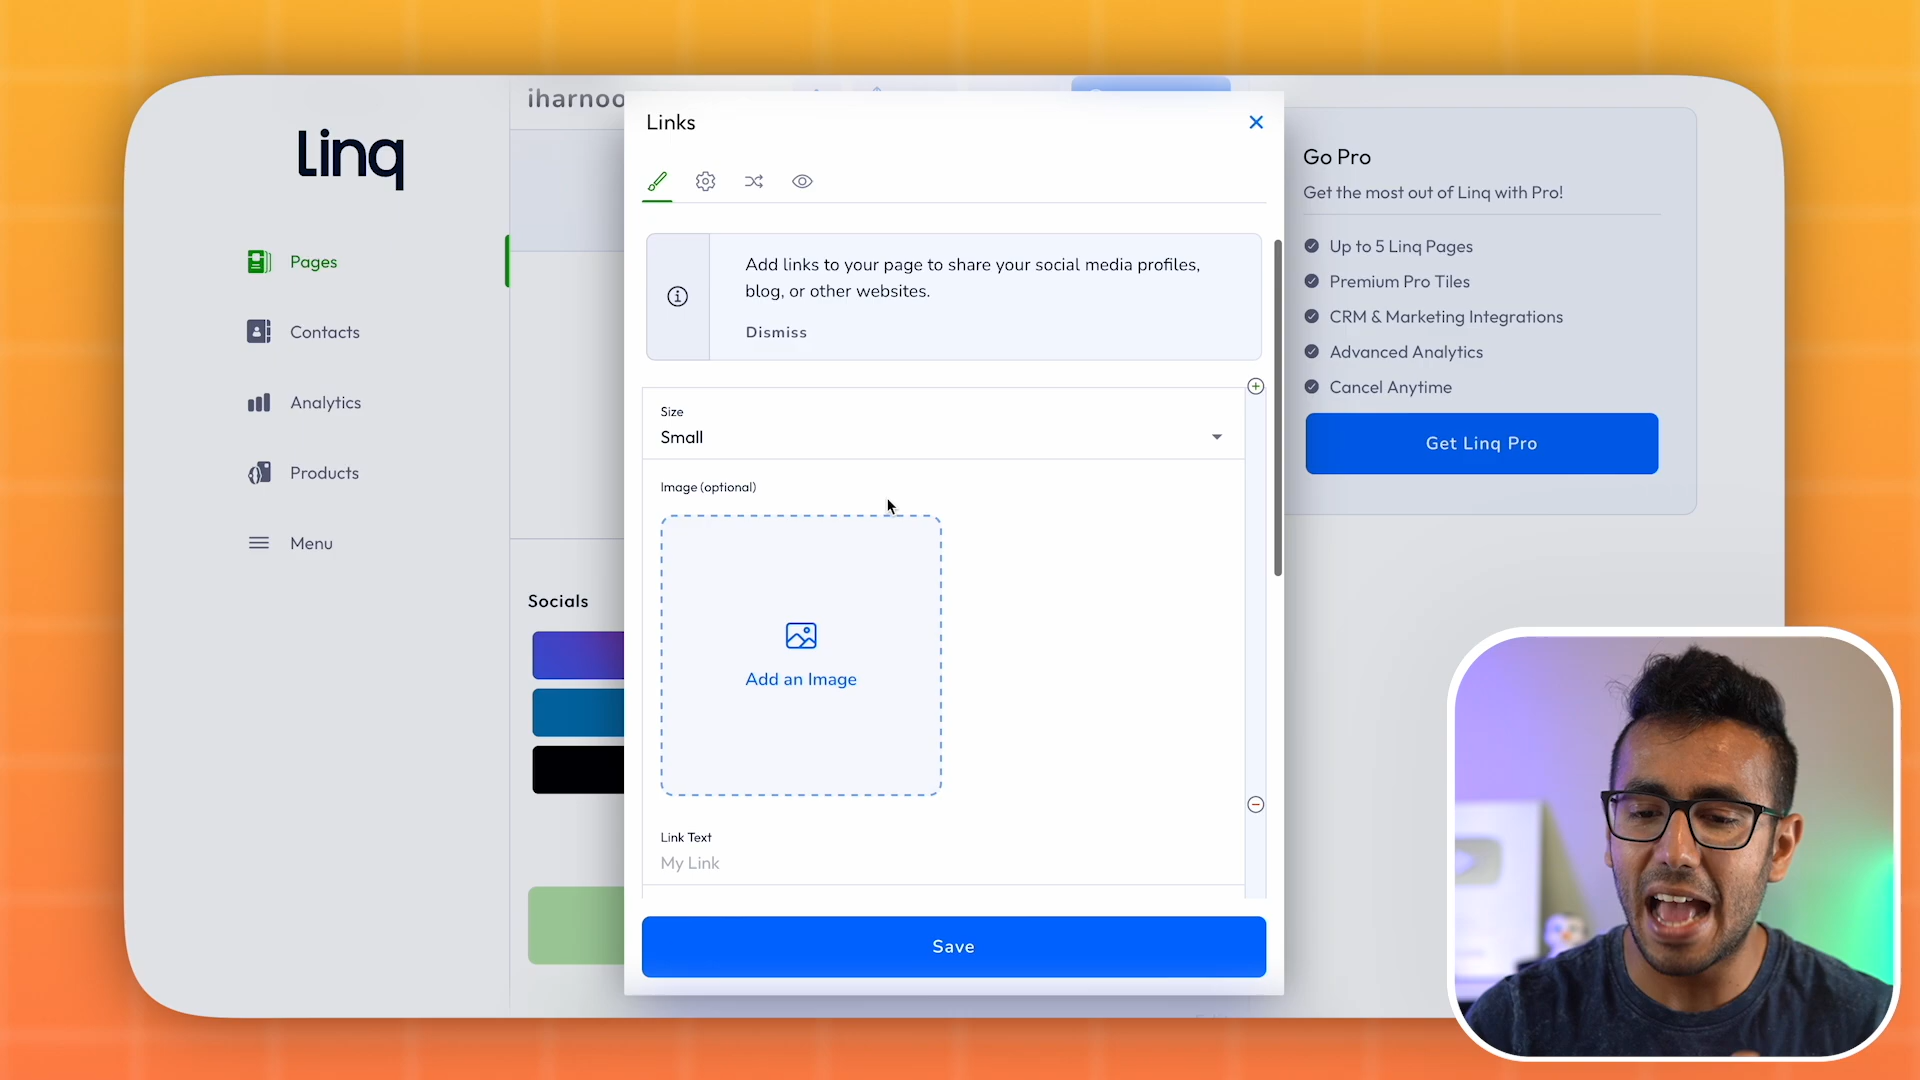 Linq
Pages
Contacts
Analytics
Products
Menu
iharnoo
Socials
Links
Add links to your page to share your social media profiles,
blog, or other websites.
Dismiss
Size
Small
Image (optional)
Add an Image
Link Text
My Link
Save
Go Pro
Get the most out of Linq with Pro!
Up to 5 Linq Pages
Premium Pro Tiles
CRM & Marketing Integrations
Advanced Analytics
Cancel Anytime
Get Linq Pro